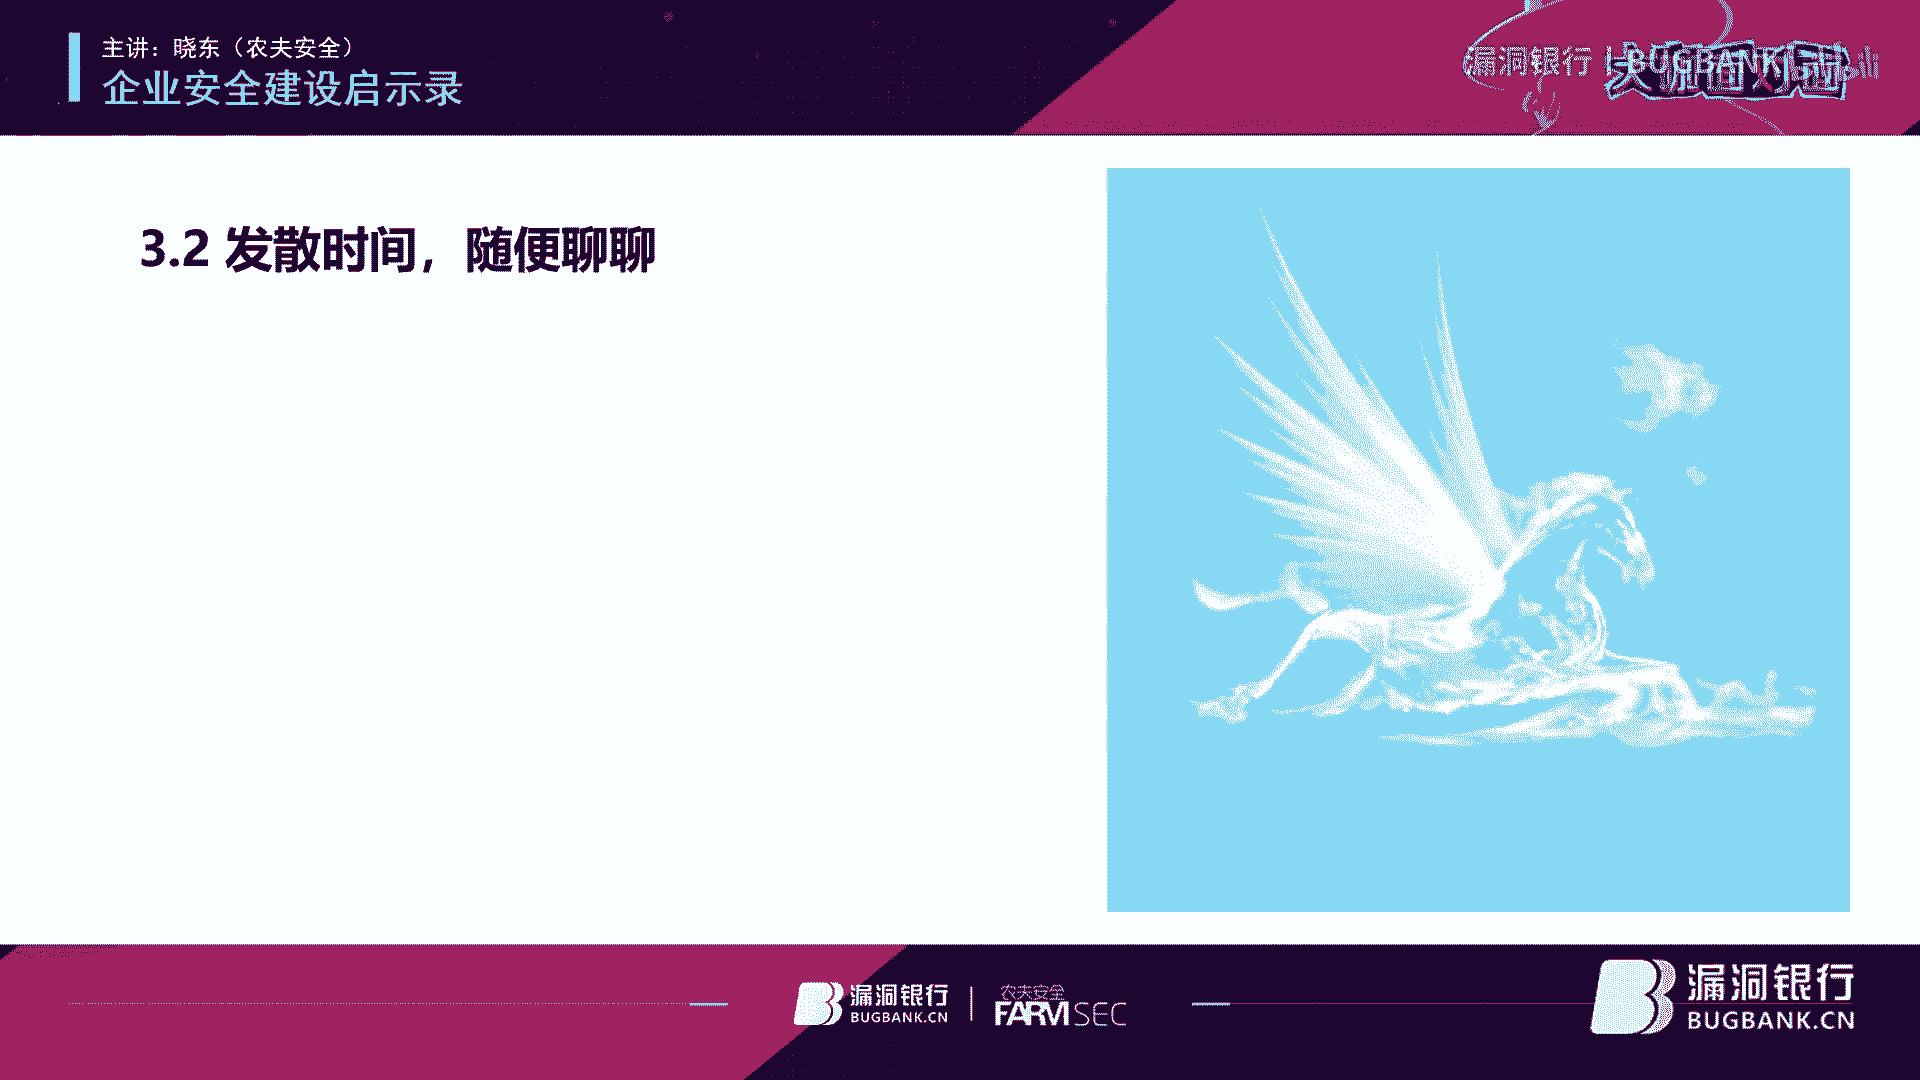 主讲：晓东（农夫安全）
企业安全建设启示录
漏洞银行 | BUGBANK
大咖面对面
3.2 发散时间，随便聊聊
漏洞银行
BUGBANK.CN
农夫安全
FARMSEC
漏洞银行
BUGBANK.CN